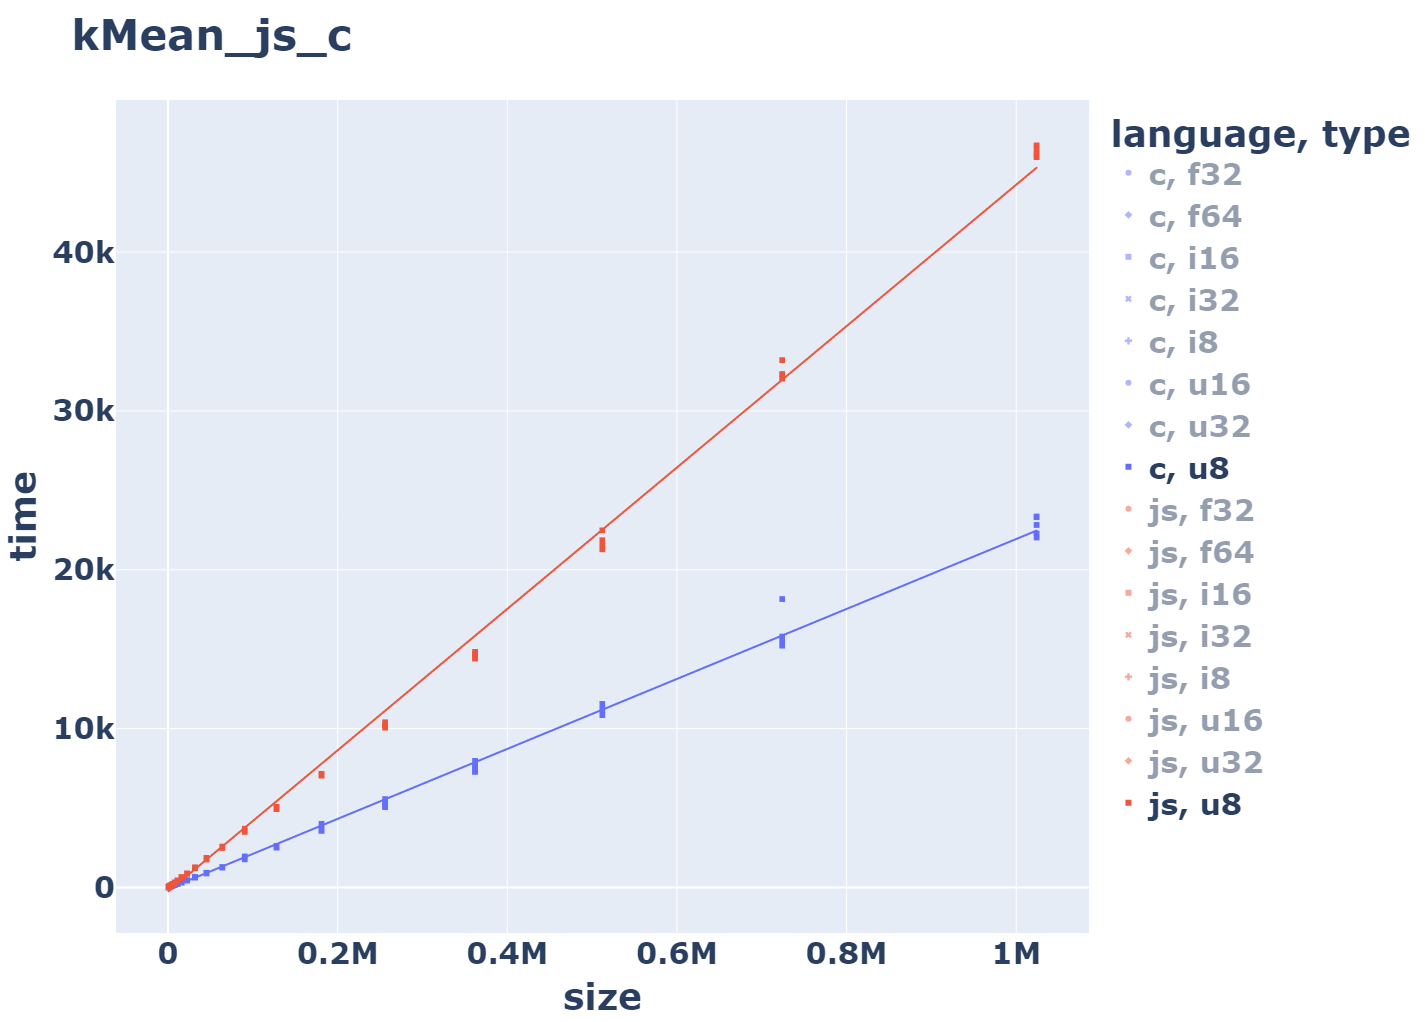 kMean_js_c
language, type
c, f32
c, f64
c, i16
c, i32
c, i8
c, u16
c, u32
c, u8
js, f32
js, f64
js, i16
js, i32
js, i8
js, u16
js, u32
js, u8
time
40k
30k
20k
10k
0
0 0.2M 0.4M 0.6M 0.8M 1M
size